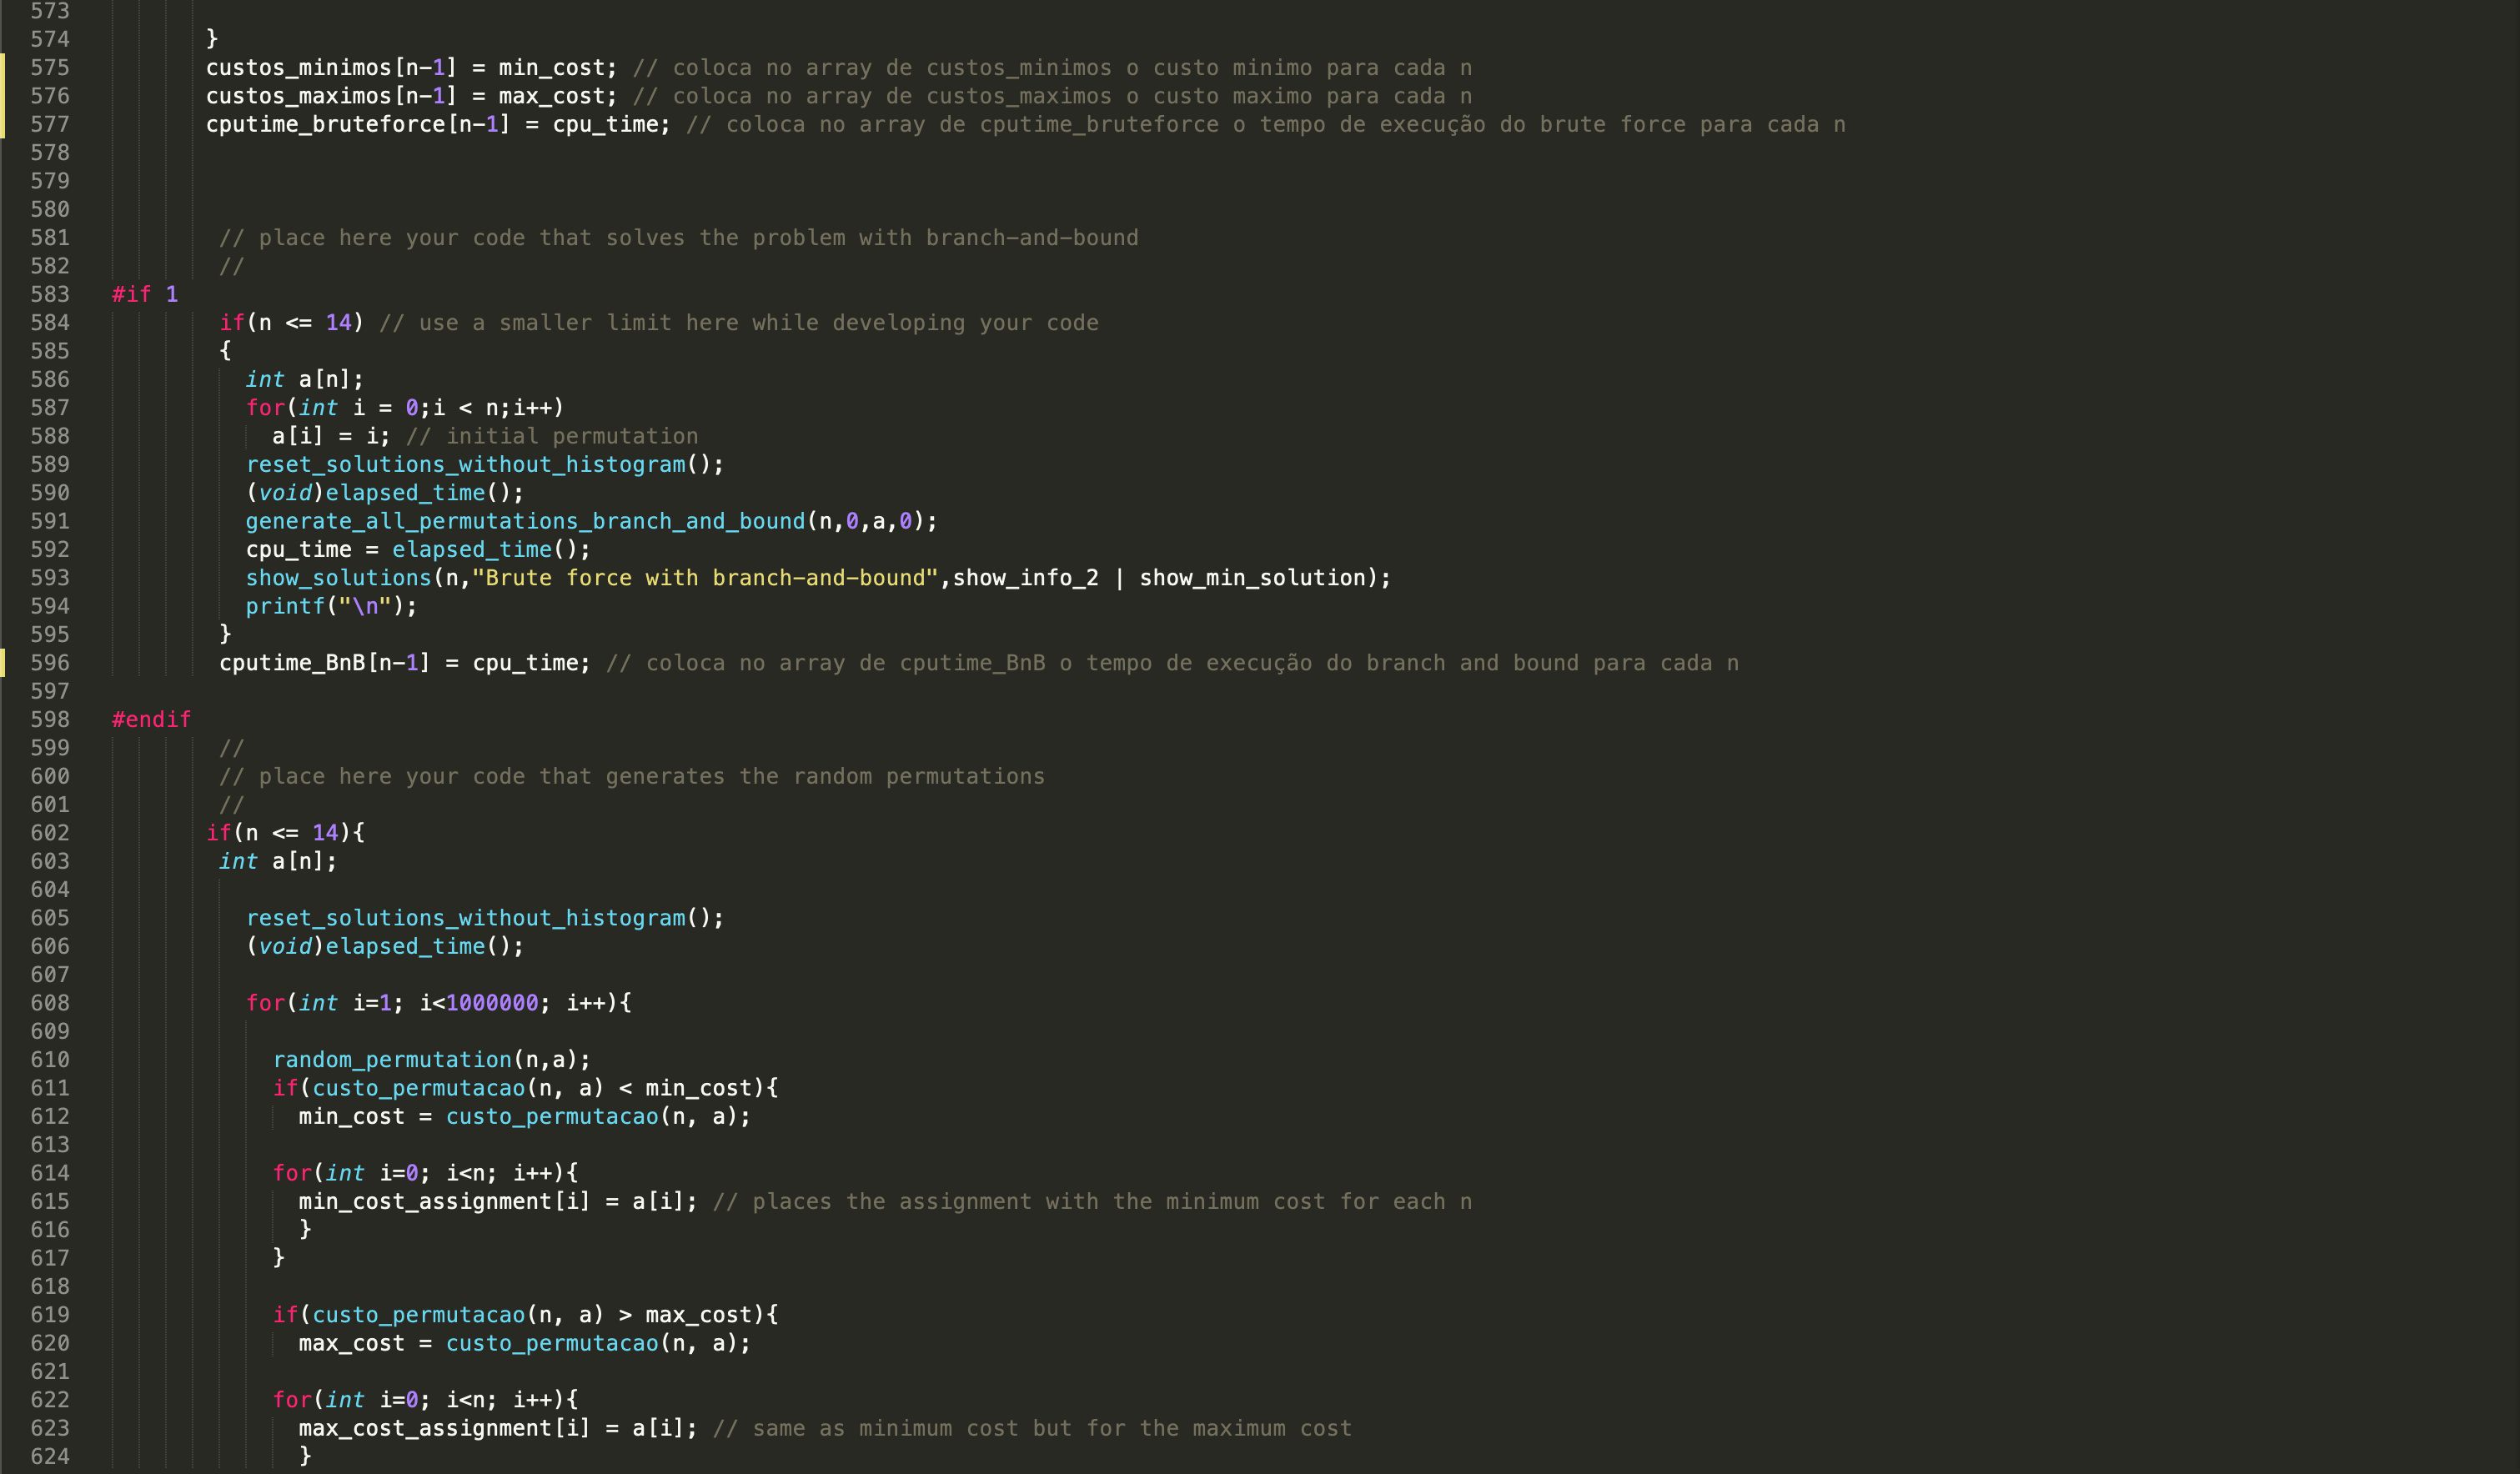 573
574 }
575 custos_minimos[n-1] = min_cost; // coloca no array de custos_minimos o custo minimo para cada n
576 custos_maximos[n-1] = max_cost; // coloca no array de custos_maximos o custo maximo para cada n
577 cputime_bruteforce[n-1] = cpu_time; // coloca no array de cputime_bruteforce o tempo de execução do brute force para cada n
578
579
580
581 // place here your code that solves the problem with branch-and-bound
582 //
583 #if 1
584 if(n <= 14) // use a smaller limit here while developing your code
585 {
586 int a[n];
587 for(int i = 0;i < n;i++)
588 a[i] = i; // initial permutation
589 reset_solutions_without_histogram();
590 (void)elapsed_time();
591 generate_all_permutations_branch_and_bound(n,0,a,0);
592 cpu_time = elapsed_time();
593 show_solutions(n,"Brute force with branch-and-bound",show_info_2 | show_min_solution);
594 printf("\n");
595 }
596 cputime_BnB[n-1] = cpu_time; // coloca no array de cputime_BnB o tempo de execução do branch and bound para cada n
597
598 #endif
599 //
600 // place here your code that generates the random permutations
601 //
602 if(n <= 14){
603 int a[n];
604
605 reset_solutions_without_histogram();
606 (void)elapsed_time();
607
608 for(int i=1; i<1000000; i++){
609
610 random_permutation(n,a);
611 if(custo_permutacao(n, a) < min_cost){
612 min_cost = custo_permutacao(n, a);
613
614 for(int i=0; i<n; i++){
615 min_cost_assignment[i] = a[i]; // places the assignment with the minimum cost for each n
616 }
617 }
618
619 if(custo_permutacao(n, a) > max_cost){
620 max_cost = custo_permutacao(n, a);
621
622 for(int i=0; i<n; i++){
623 max_cost_assignment[i] = a[i]; // same as minimum cost but for the maximum cost
624 }